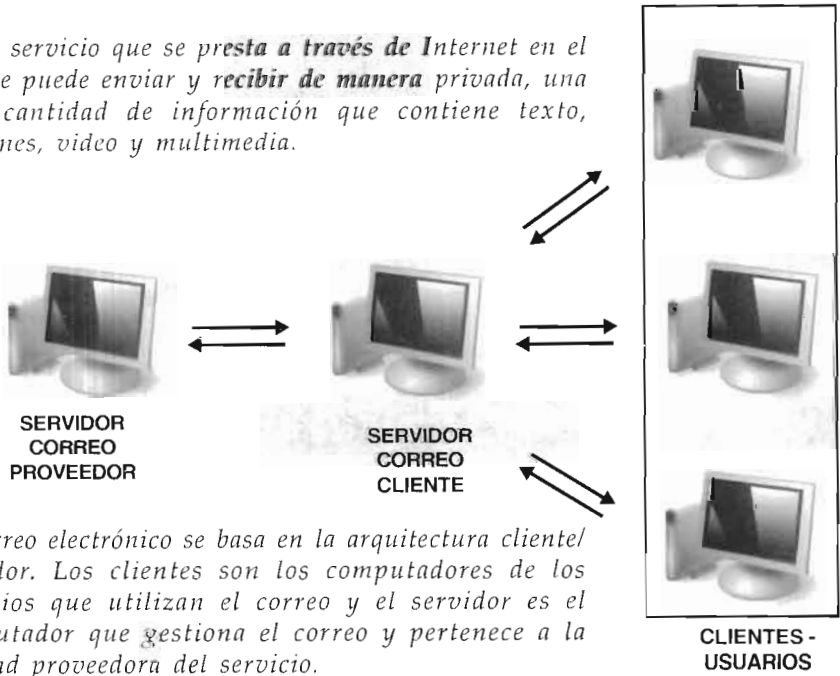 servicio que se presta a través de Internet en el
e puede enviar y recibir de manera privada, una
cantidad de información que contiene texto,
nes, video y multimedia.
SERVIDOR
CORREO
PROVEEDOR
SERVIDOR
CORREO
CLIENTE
rreo electrónico se basa en la arquitectura cliente/
dor. Los clientes son los computadores de los
ios que utilizan el correo y el servidor es el
utador que gestiona el correo y pertenece a la
ad proveedora del servicio.
CLIENTES -
USUARIOS